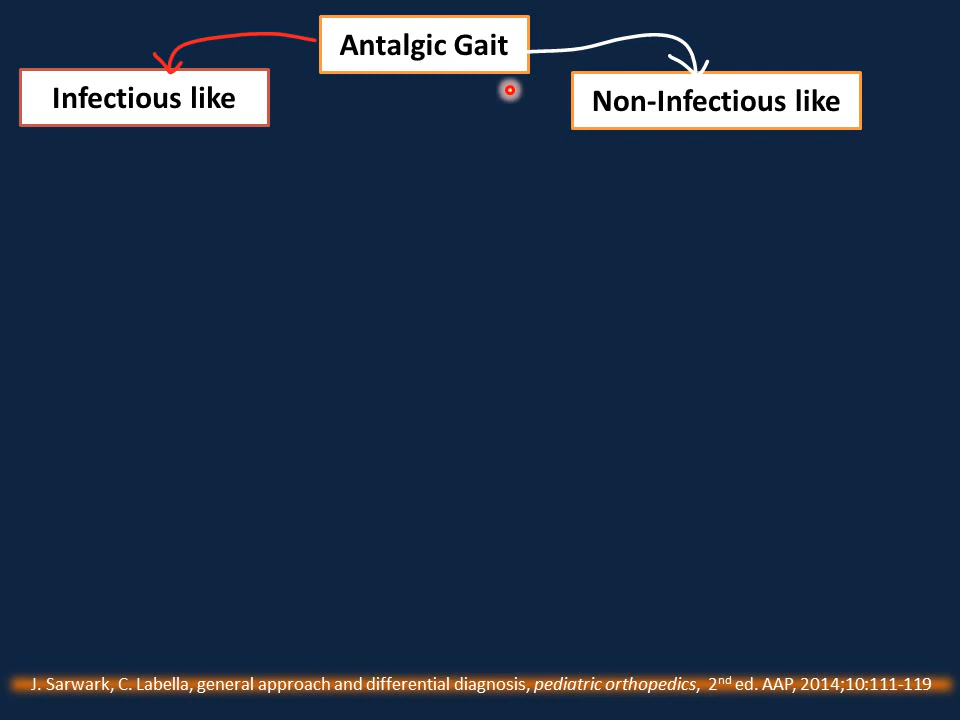 Antalgic Gait
Infectious like
Non-Infectious like
J. Sarwark, C. Labella, general approach and differential diagnosis, pediatric orthopedics, 2nd ed. AAP, 2014;10:111-119